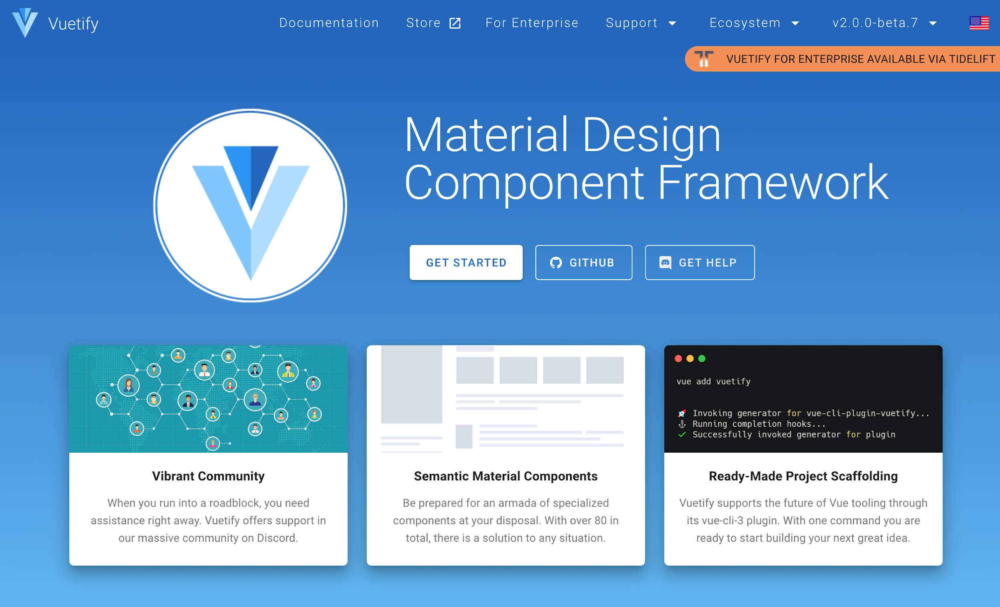 Vuetify
Documentation
Store
For Enterprise
Support
Ecosystem
v2.0.0-beta.7
VUETIFY FOR ENTERPRISE AVAILABLE VIA TIDELIFT
Material Design
Component Framework
GET STARTED
GITHUB
GET HELP
Vibrant Community
When you run into a roadblock, you need
assistance right away. Vuetify offers support in
our massive community on Discord.
Semantic Material Components
Be prepared for an armada of specialized
components at your disposal. With over 80 in
total, there is a solution to any situation.
vue add vuetify
🚀 Invoking generator for vue-cli-plugin-vuetify...
⚓ Running completion hooks...
✔ Successfully invoked generator for plugin
Ready-Made Project Scaffolding
Vuetify supports the future of Vue tooling through
its vue-cli-3 plugin. With one command you are
ready to start building your next great idea.